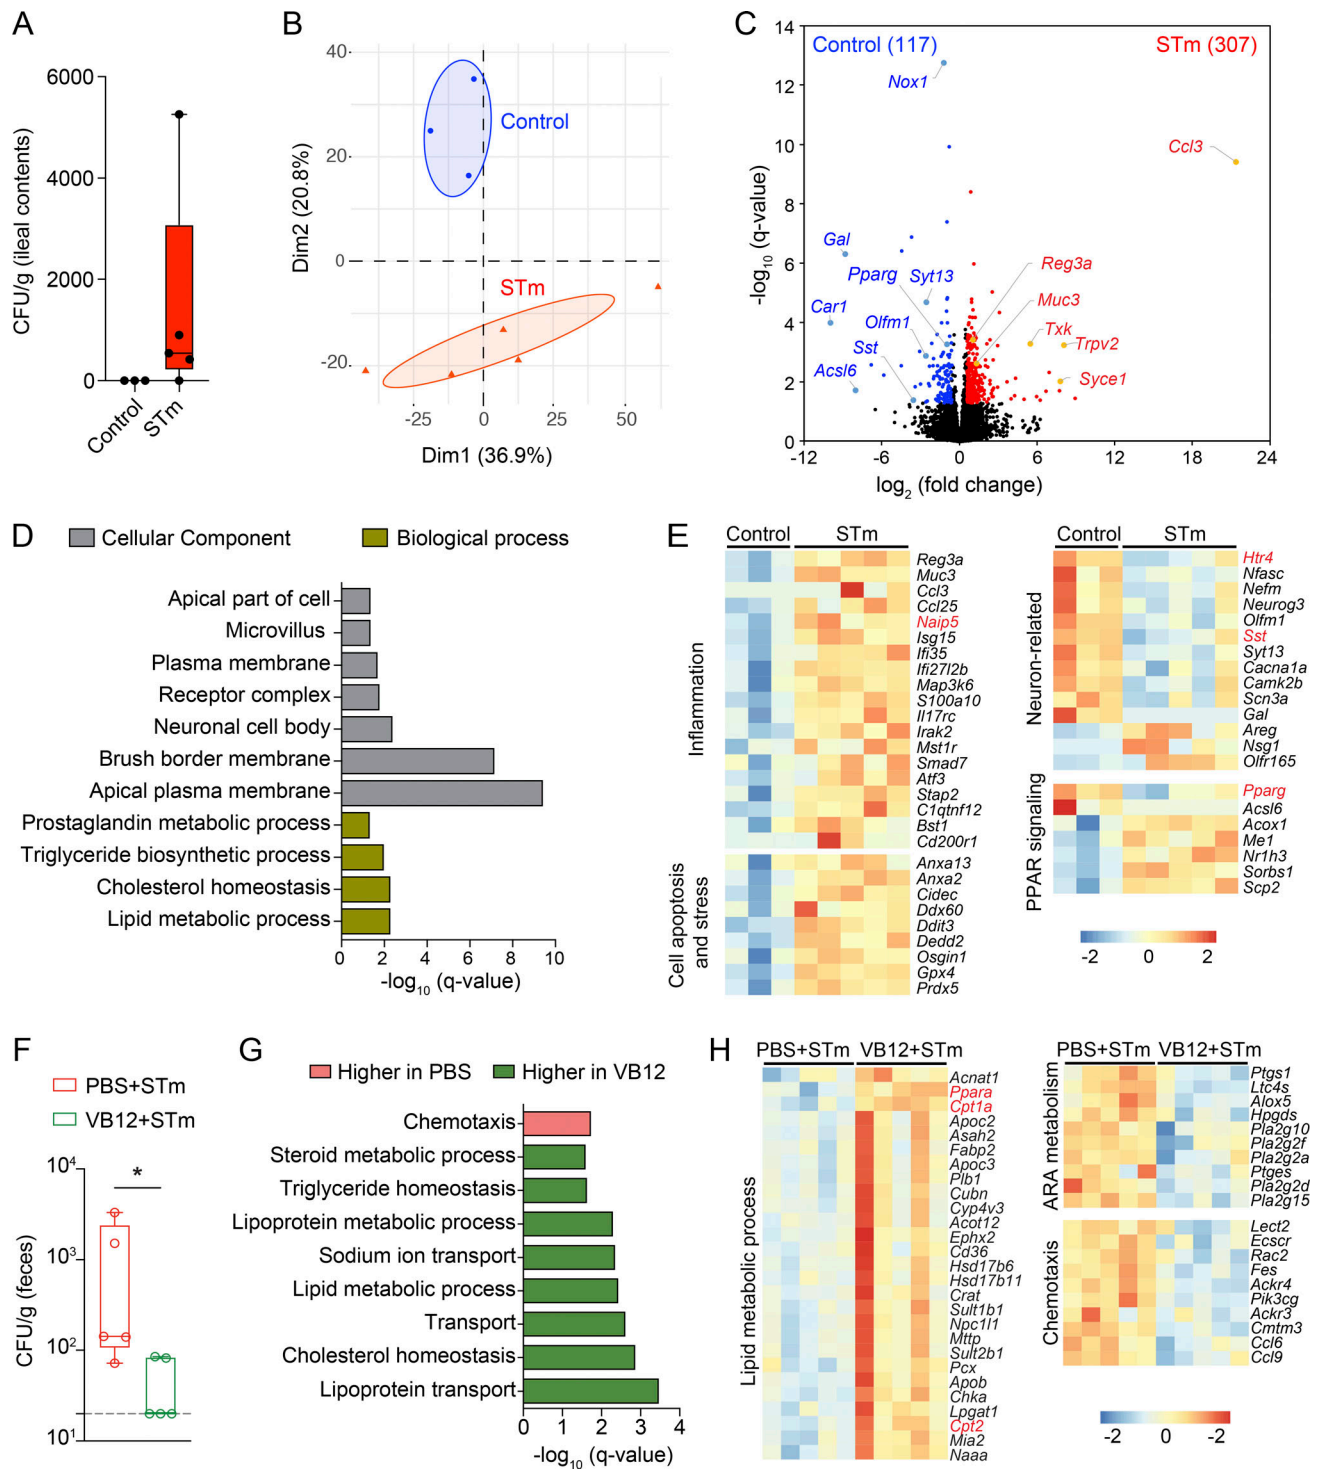 A
CFU/g (ileal contents)
6000
4000
2000
0
Control
STm
B
Dim2 (20.8%)
40
20
0
-20
Control
STm
-25
0
25
50
Dim1 (36.9%)
C
-log10 (q-value)
14
12
10
8
6
4
2
0
Control (117)
STm (307)
Nox1
Ccl3
Gal
Pparg
Syt13
Reg3a
Car1
Muc3
Olfm1
Txk
Trpv2
Sst
Acsl6
Syce1
-12
-6
0
6
12
18
24
log2 (fold change)
D
Cellular Component
Biological process
Apical part of cell
Microvillus
Plasma membrane
Receptor complex
Neuronal cell body
Brush border membrane
Apical plasma membrane
Prostaglandin metabolic process
Triglyceride biosynthetic process
Cholesterol homeostasis
Lipid metabolic process
0
2
4
6
8
10
-log10 (q-value)
E
Control
STm
Inflammation
Reg3a
Muc3
Ccl3
Ccl25
Naip5
Isg15
Ifi35
Ifi27l2b
Map3k6
S100a10
Il17rc
Irak2
Mst1r
Smad7
Atf3
Stap2
C1qtnf12
Bst1
Cd200r1
Cell apoptosis
and stress
Anxa13
Anxa2
Cidec
Ddx60
Ddit3
Dedd2
Osgin1
Gpx4
Prdx5
Control
STm
Neuron-related
Htr4
Nfasc
Nefm
Neurog3
Olfm1
Sst
Syt13
Cacna1a
Camk2b
Scn3a
Gal
Areg
Nsg1
Olfr165
PPAR signaling
Pparg
Acsl6
Acox1
Me1
Nr1h3
Sorbs1
Scp2
-2
0
2
F
PBS+STm
VB12+STm
CFU/g (feces)
10^4
10^3
10^2
10^1
*
G
Higher in PBS
Higher in VB12
Chemotaxis
Steroid metabolic process
Triglyceride homeostasis
Lipoprotein metabolic process
Sodium ion transport
Lipid metabolic process
Transport
Cholesterol homeostasis
Lipoprotein transport
0
1
2
3
4
-log10 (q-value)
H
PBS+STm
VB12+STm
Lipid metabolic process
Acnat1
Ppara
Cpt1a
Apoc2
Asah2
Fabp2
Apoc3
Plb1
Cubn
Cyp4v3
Acot12
Ephx2
Cd36
Hsd17b6
Hsd17b11
Crat
Sult1b1
Npc1l1
Mttp
Sult2b1
Pcx
Apob
Chka
Lpgat1
Cpt2
Mia2
Naaa
PBS+STm
VB12+STm
ARA metabolism
Ptgs1
Ltc4s
Alox5
Hpgds
Pla2g10
Pla2g2f
Pla2g2a
Ptges
Pla2g2d
Pla2g15
Chemotaxis
Lect2
Ecscr
Rac2
Fes
Ackr4
Pik3cg
Ackr3
Cmtm3
Ccl6
Ccl9
-2
0
-2